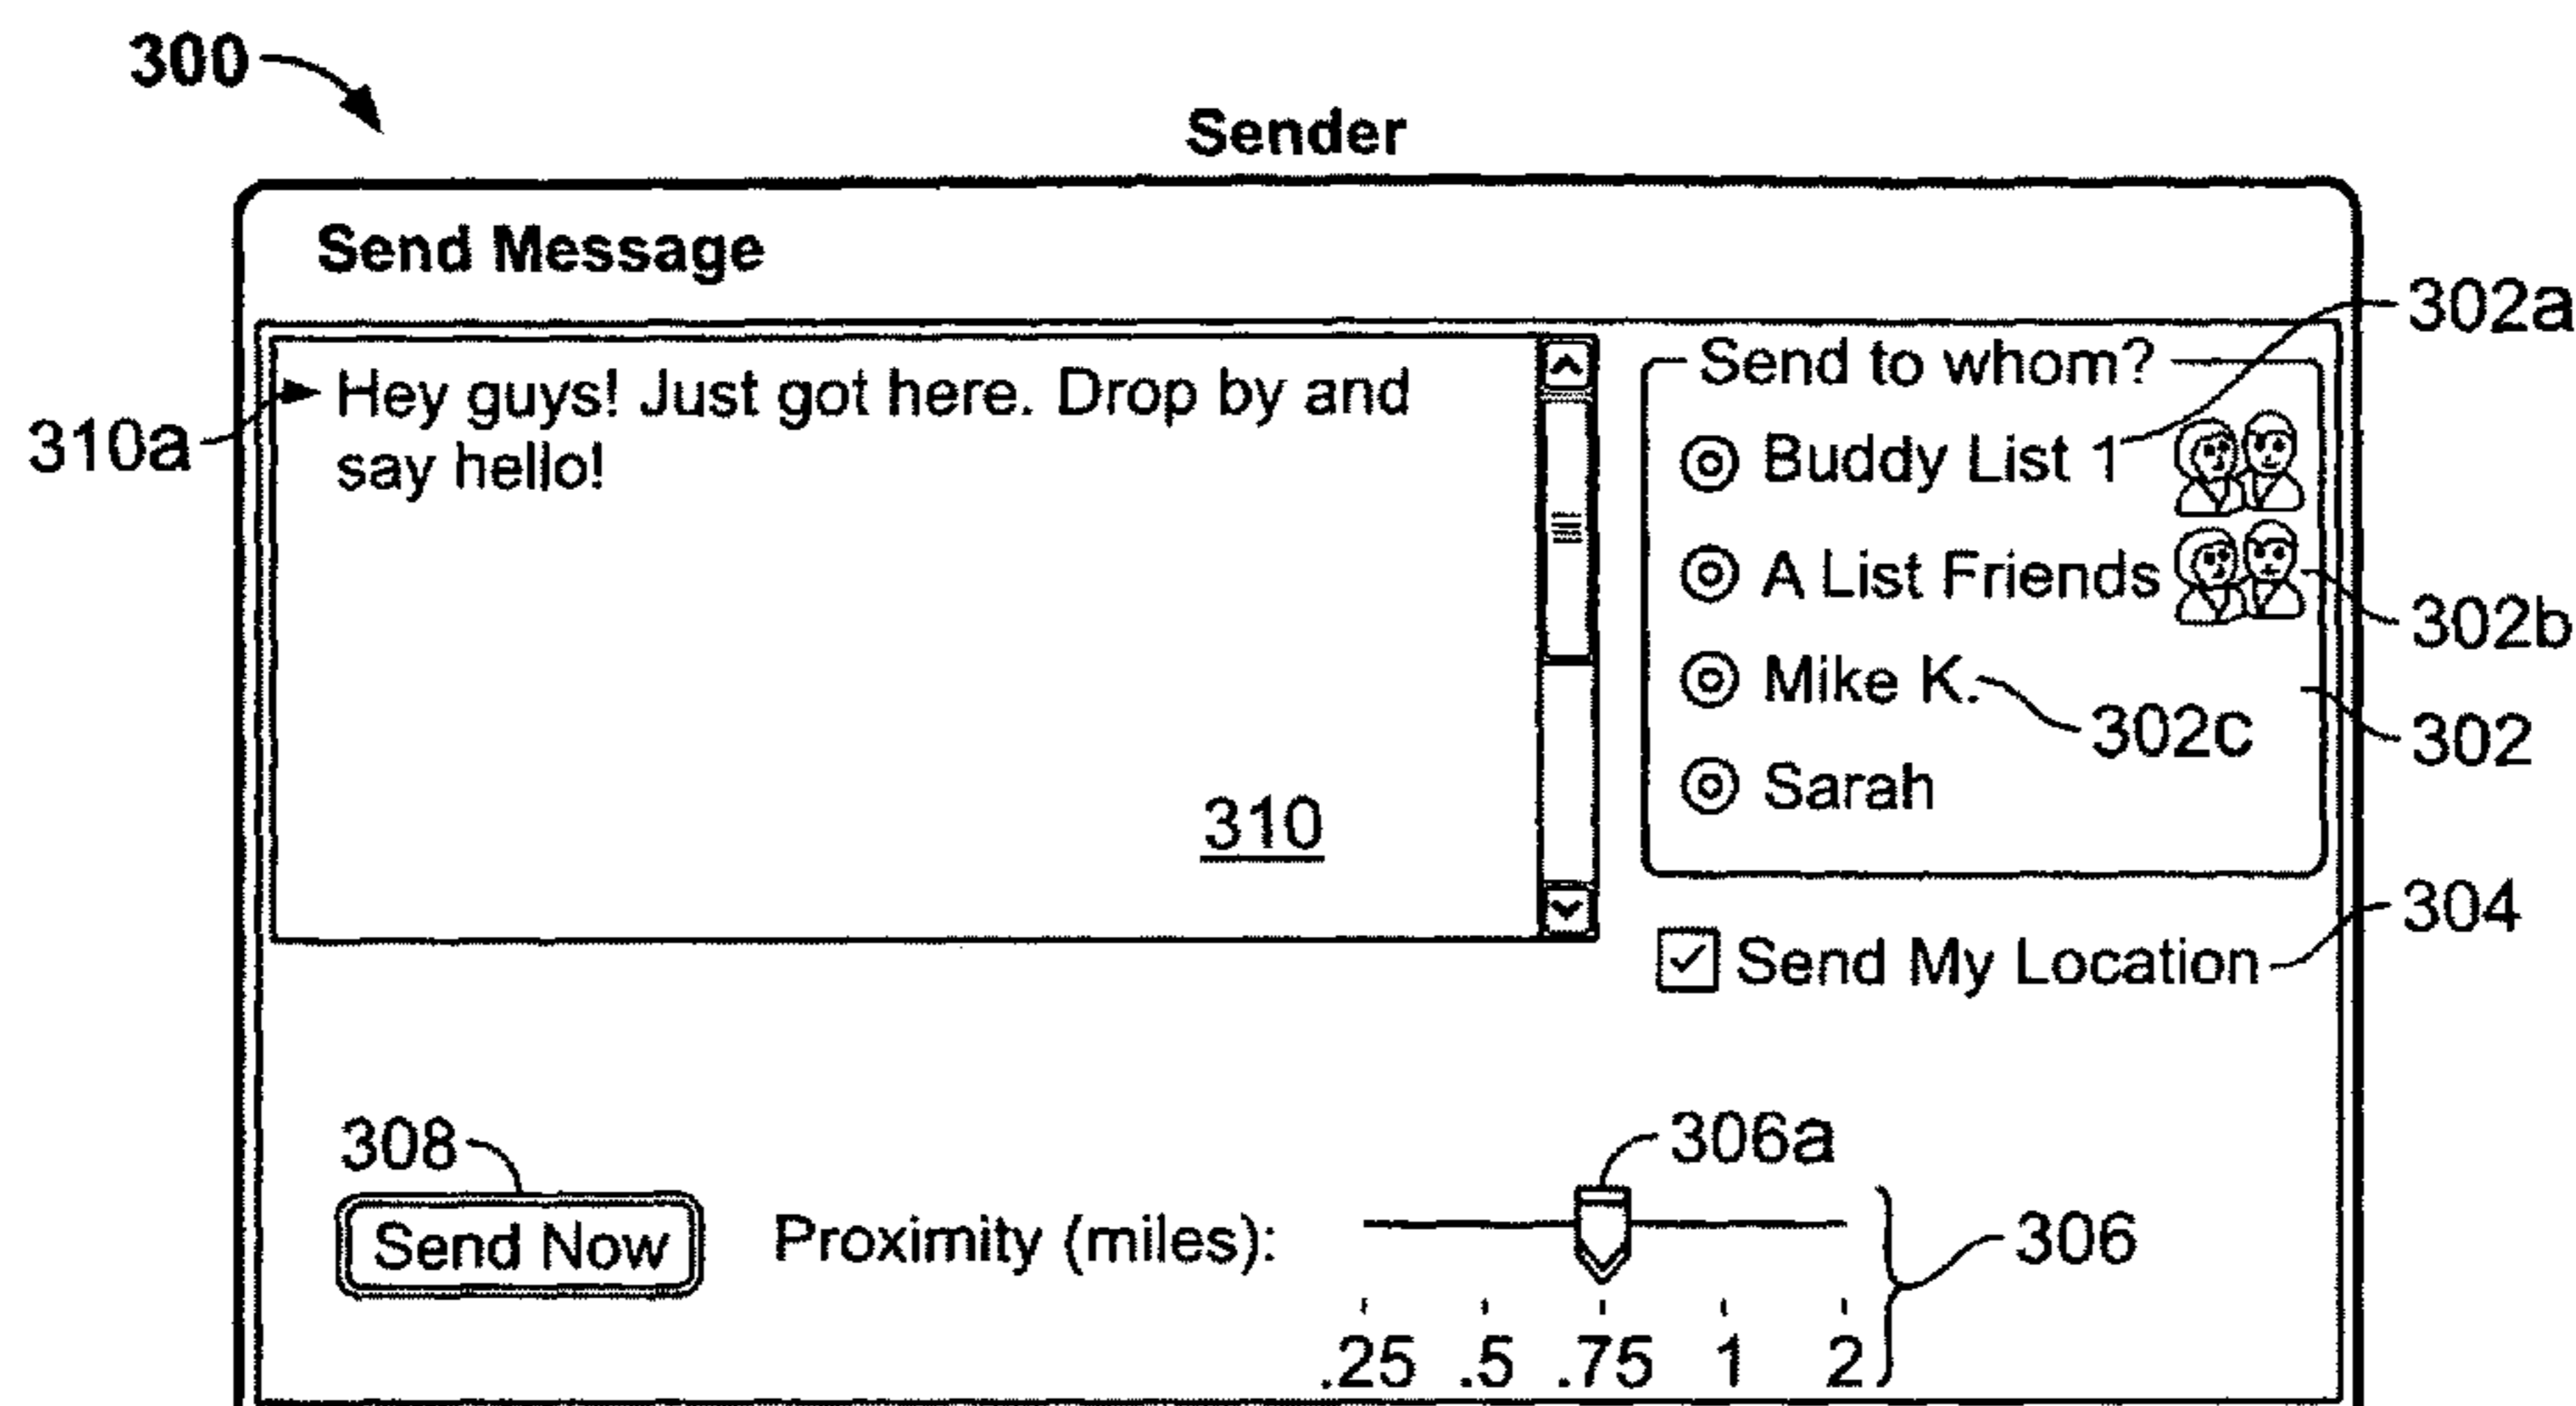 300
Sender
Send Message
302a
Hey guys! Just got here. Drop by and
say hello!
310a
310
Send to whom?
Buddy List 1
A List Friends
302b
Mike K.
302c
302
Sarah
304
Send My Location
308
Send Now
Proximity (miles):
306a
306
.25 .5 .75 1 2